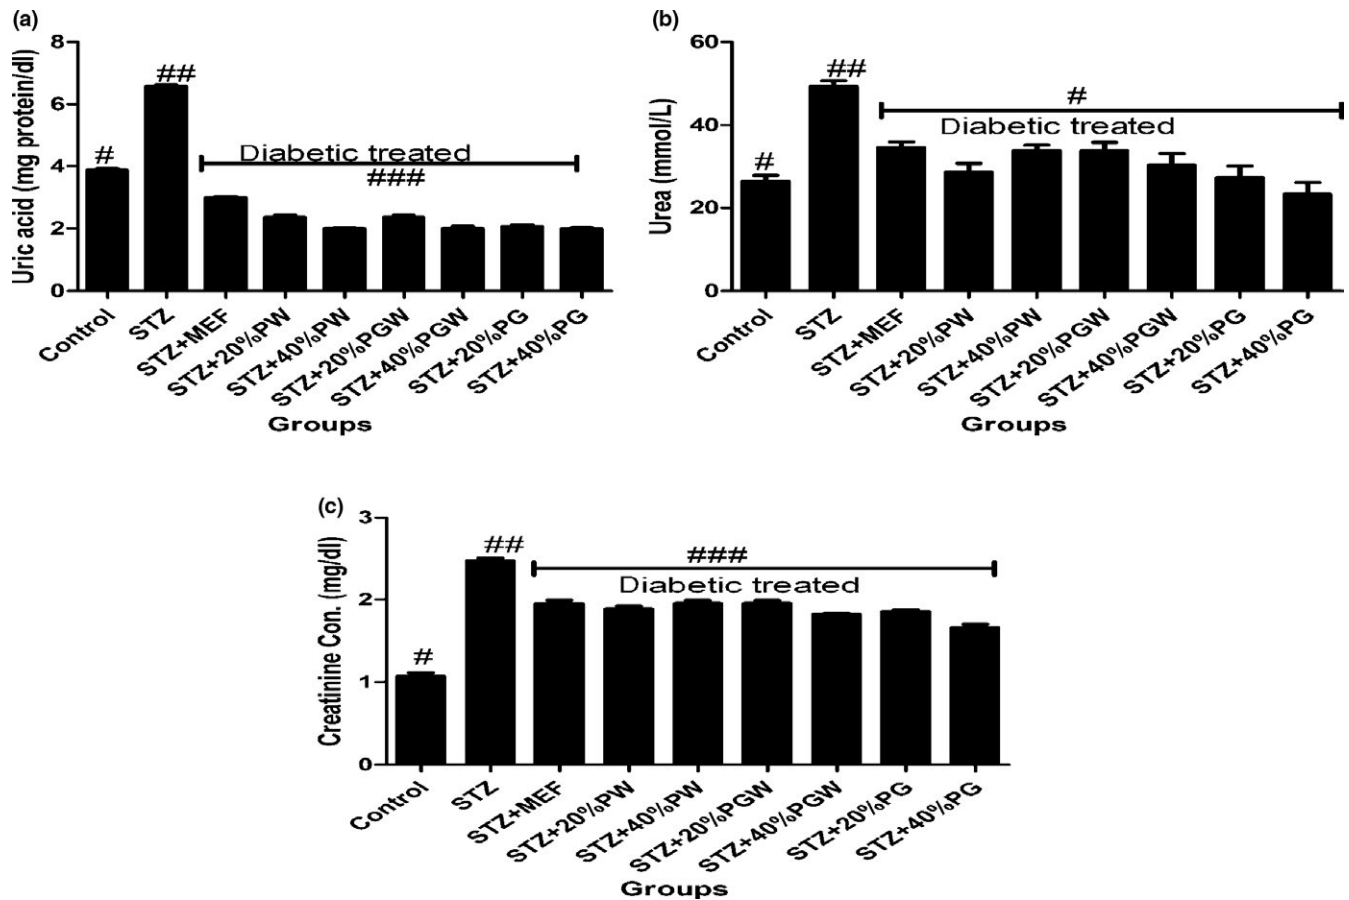 (a)
Uric acid (mg protein/dl)
8
6
4
2
0
#
##
Diabetic treated
###
Control
STZ
STZ+MEF
STZ+20%PW
STZ+40%PW
STZ+20%PGW
STZ+40%PGW
STZ+20%PG
STZ+40%PG
Groups
(b)
Urea (mmol/L)
60
40
20
0
#
##
#
Diabetic treated
Control
STZ
STZ+MEF
STZ+20%PW
STZ+40%PW
STZ+20%PGW
STZ+40%PGW
STZ+20%PG
STZ+40%PG
Groups
(c)
Creatinine Con. (mg/dl)
3
2
1
0
#
##
###
Diabetic treated
Control
STZ
STZ+MEF
STZ+20%PW
STZ+40%PW
STZ+20%PGW
STZ+40%PGW
STZ+20%PG
STZ+40%PG
Groups